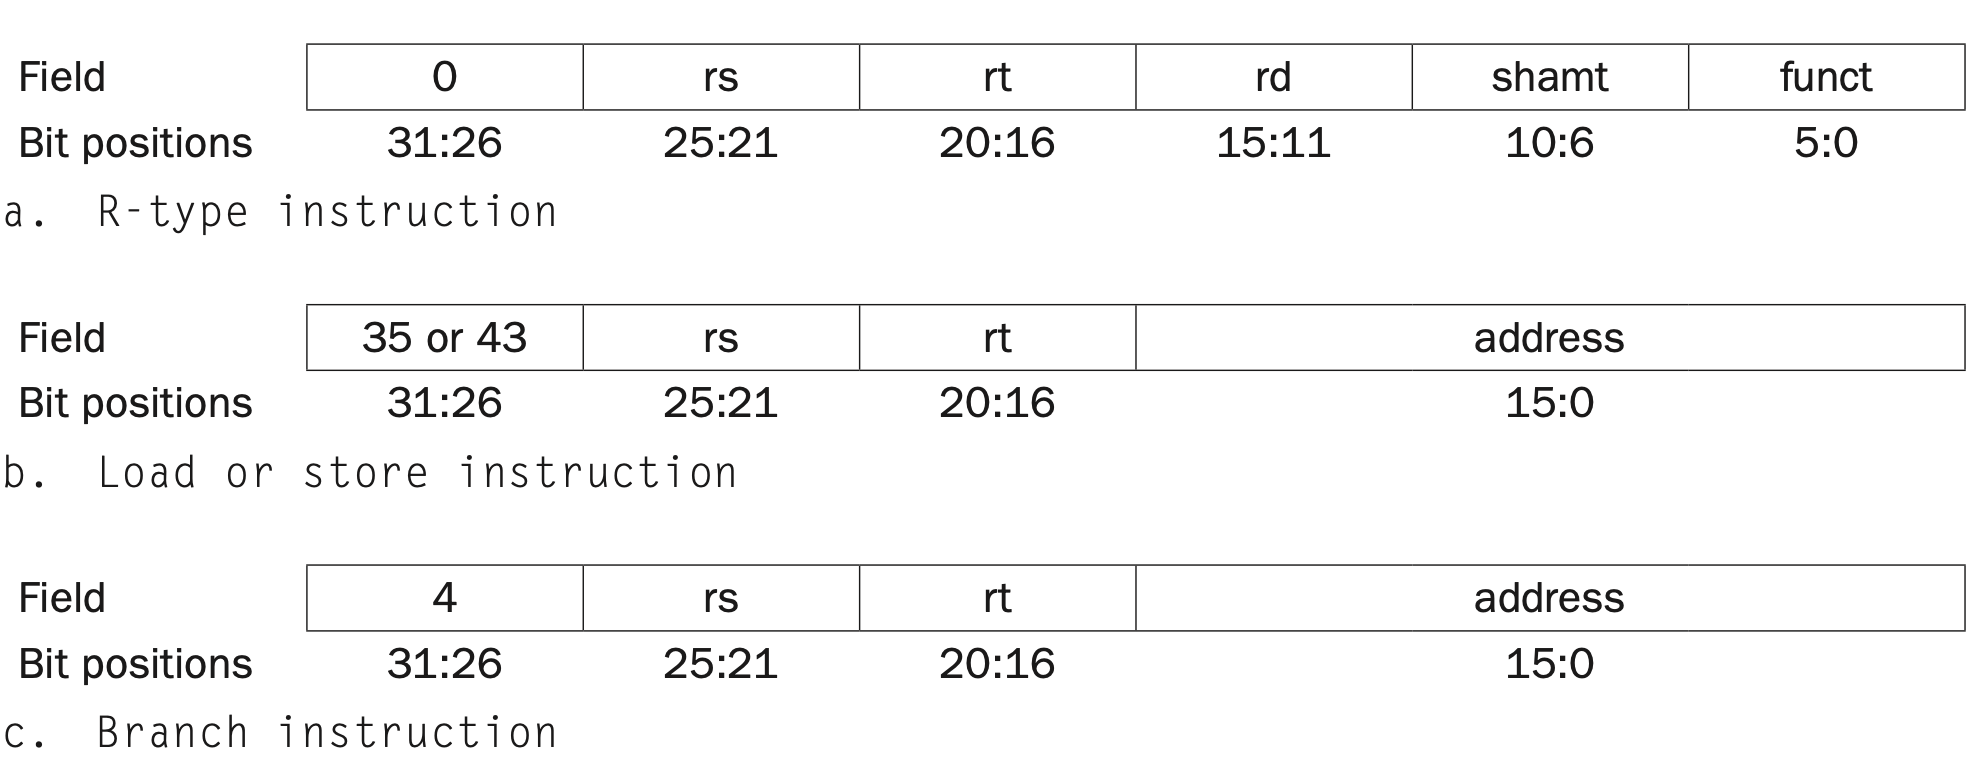 Field 0 rs rt rd shamt funct
Bit positions 31:26 25:21 20:16 15:11 10:6 5:0
a. R-type instruction
Field 35 or 43 rs rt address
Bit positions 31:26 25:21 20:16 15:0
b. Load or store instruction
Field 4 rs rt address
Bit positions 31:26 25:21 20:16 15:0
c. Branch instruction